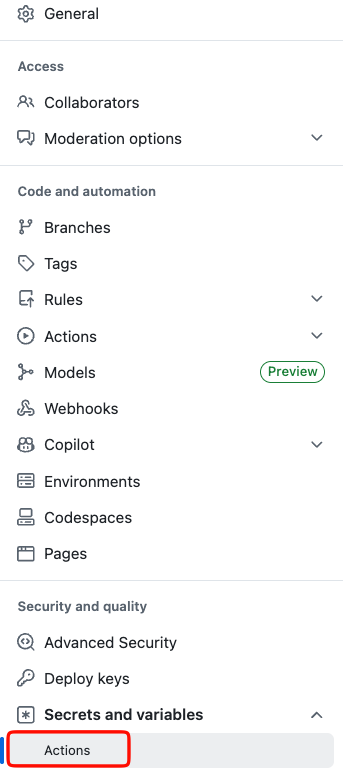 General
Access
Collaborators
Moderation options
Code and automation
Branches
Tags
Rules
Actions
Models Preview
Webhooks
Copilot
Environments
Codespaces
Pages
Security and quality
Advanced Security
Deploy keys
Secrets and variables
Actions